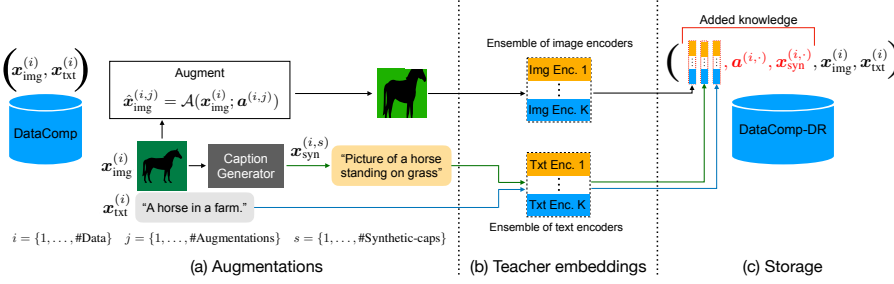 (x_img^(i), x_txt^(i))
DataComp
Augment
x̂_img^(i,j) = A(x_img^(i); a^(i,j))
x_img^(i)
Caption
Generator
x_syn^(i,s)
"Picture of a horse
standing on grass"
x_txt^(i)
"A horse in a farm."
i = {1, . . . , #Data} j = {1, . . . , #Augmentations} s = {1, . . . , #Synthetic-caps}
(a) Augmentations
Ensemble of image encoders
Img Enc. 1
⋮
Img Enc. K
Txt Enc. 1
⋮
Txt Enc. K
Ensemble of text encoders
(b) Teacher embeddings
Added knowledge
( , a^(i,·), x_syn^(i,·), x_img^(i), x_txt^(i))
DataComp-DR
(c) Storage